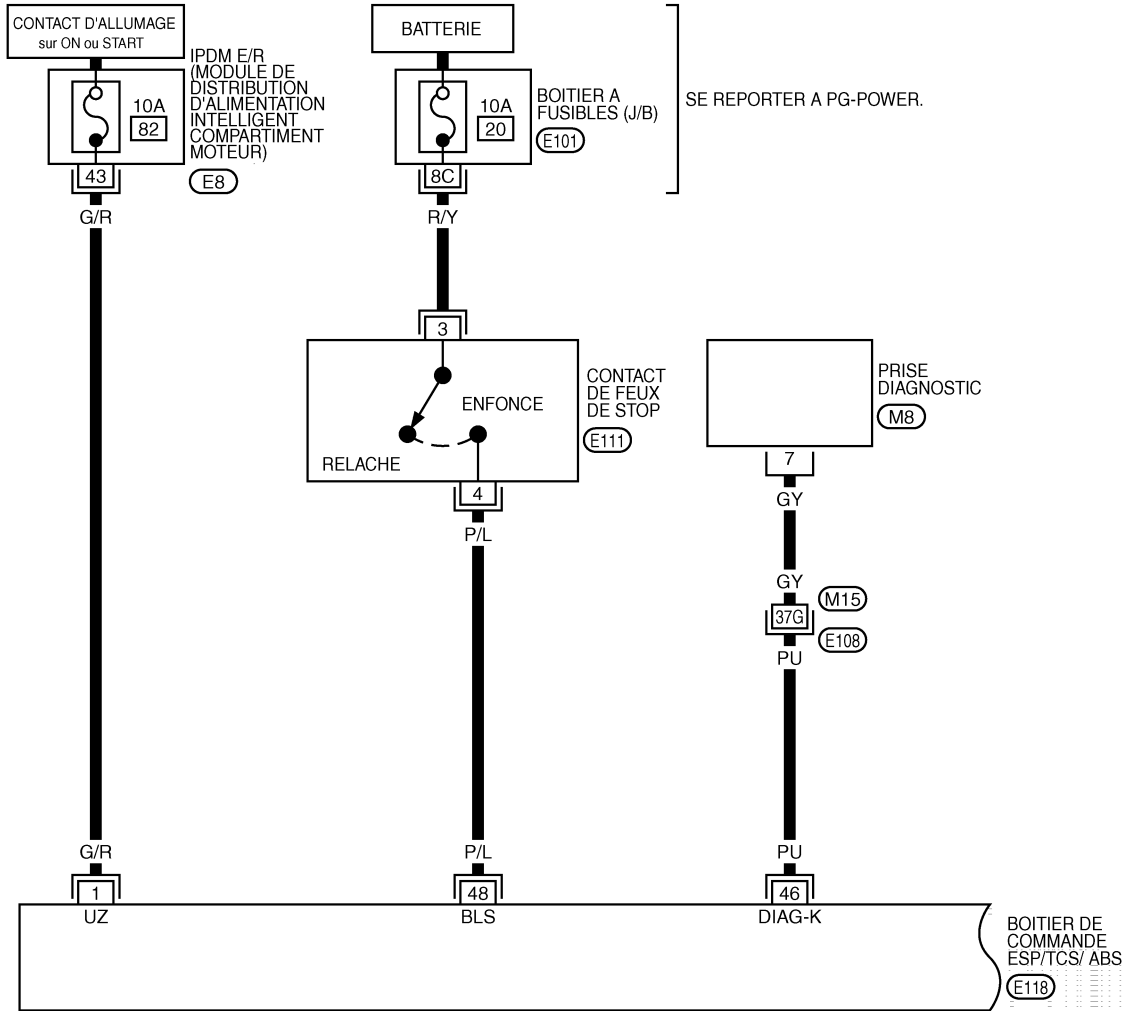 CONTACT D'ALLUMAGE
sur ON ou START
BATTERIE
IPDM E/R
(MODULE DE
DISTRIBUTION
D'ALIMENTATION
INTELLIGENT
COMPARTIMENT
MOTEUR)
E8
10A
82
10A
20
BOITIER A
FUSIBLES (J/B)
E101
SE REPORTER A PG-POWER.
43
8C
G/R
R/Y
3
ENFONCE
RELACHE
CONTACT
DE FEUX
DE STOP
E111
PRISE
DIAGNOSTIC
M8
4
7
P/L
GY
GY
M15
37G
E108
PU
G/R
P/L
PU
1
48
46
UZ
BLS
DIAG-K
BOITIER DE
COMMANDE
ESP/TCS/ ABS
E118